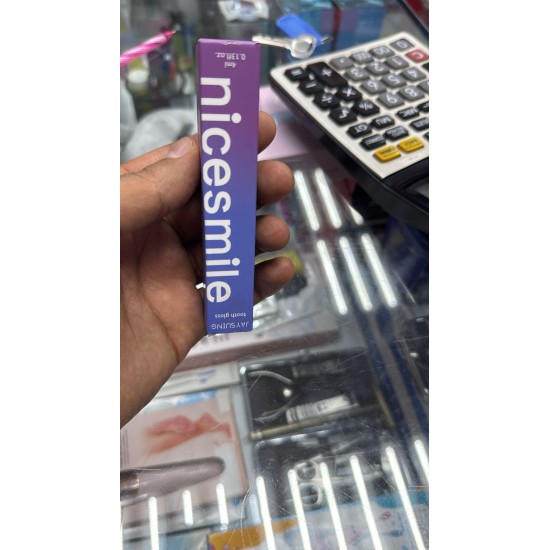 nicesmile
4ml
0.13fl.oz.
JAYSUING
tooth gloss